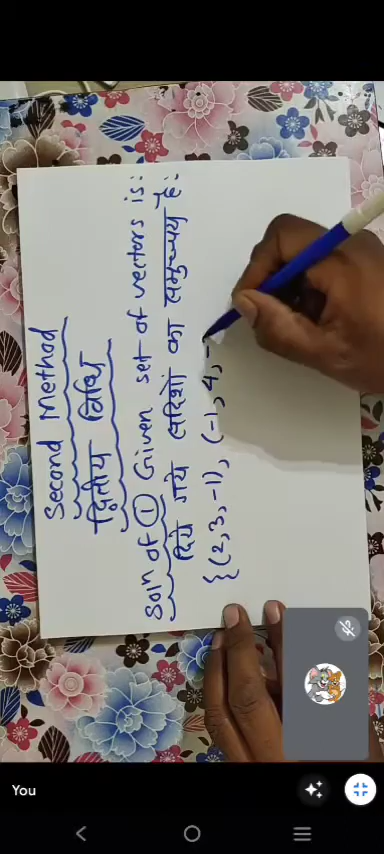 Second Method
द्वितीय विधि
Soln of ① Given set of vectors is:
दिये गये सदिशों का समुच्चय है:
{(2,3,-1), (-1,4,-
You